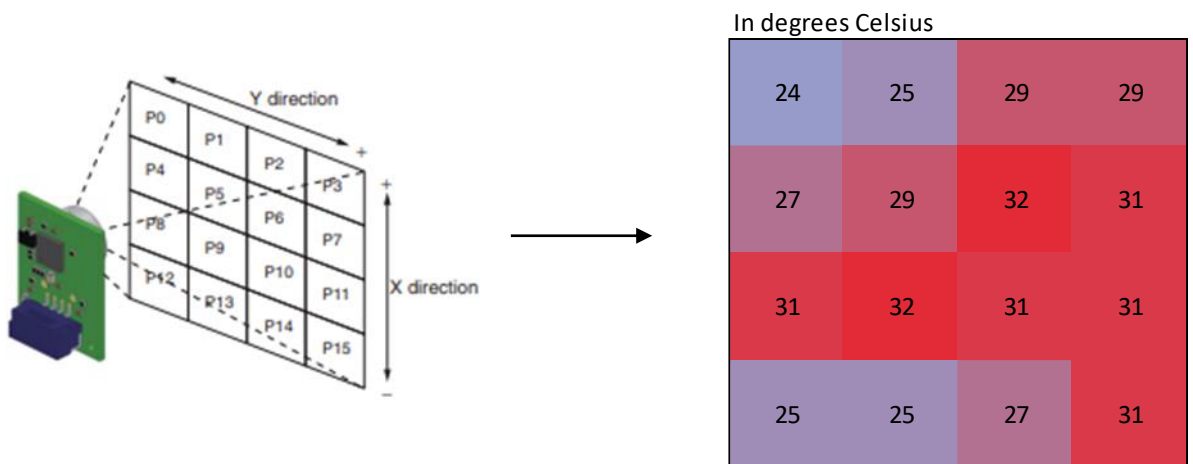 In degrees Celsius
Y direction
P0 P1 P2 P3
+
+
P4 P5 P6 P7
P8 P9 P10 P11
X direction
P12 P13 P14 P15
−
24 25 29 29
27 29 32 31
31 32 31 31
25 25 27 31